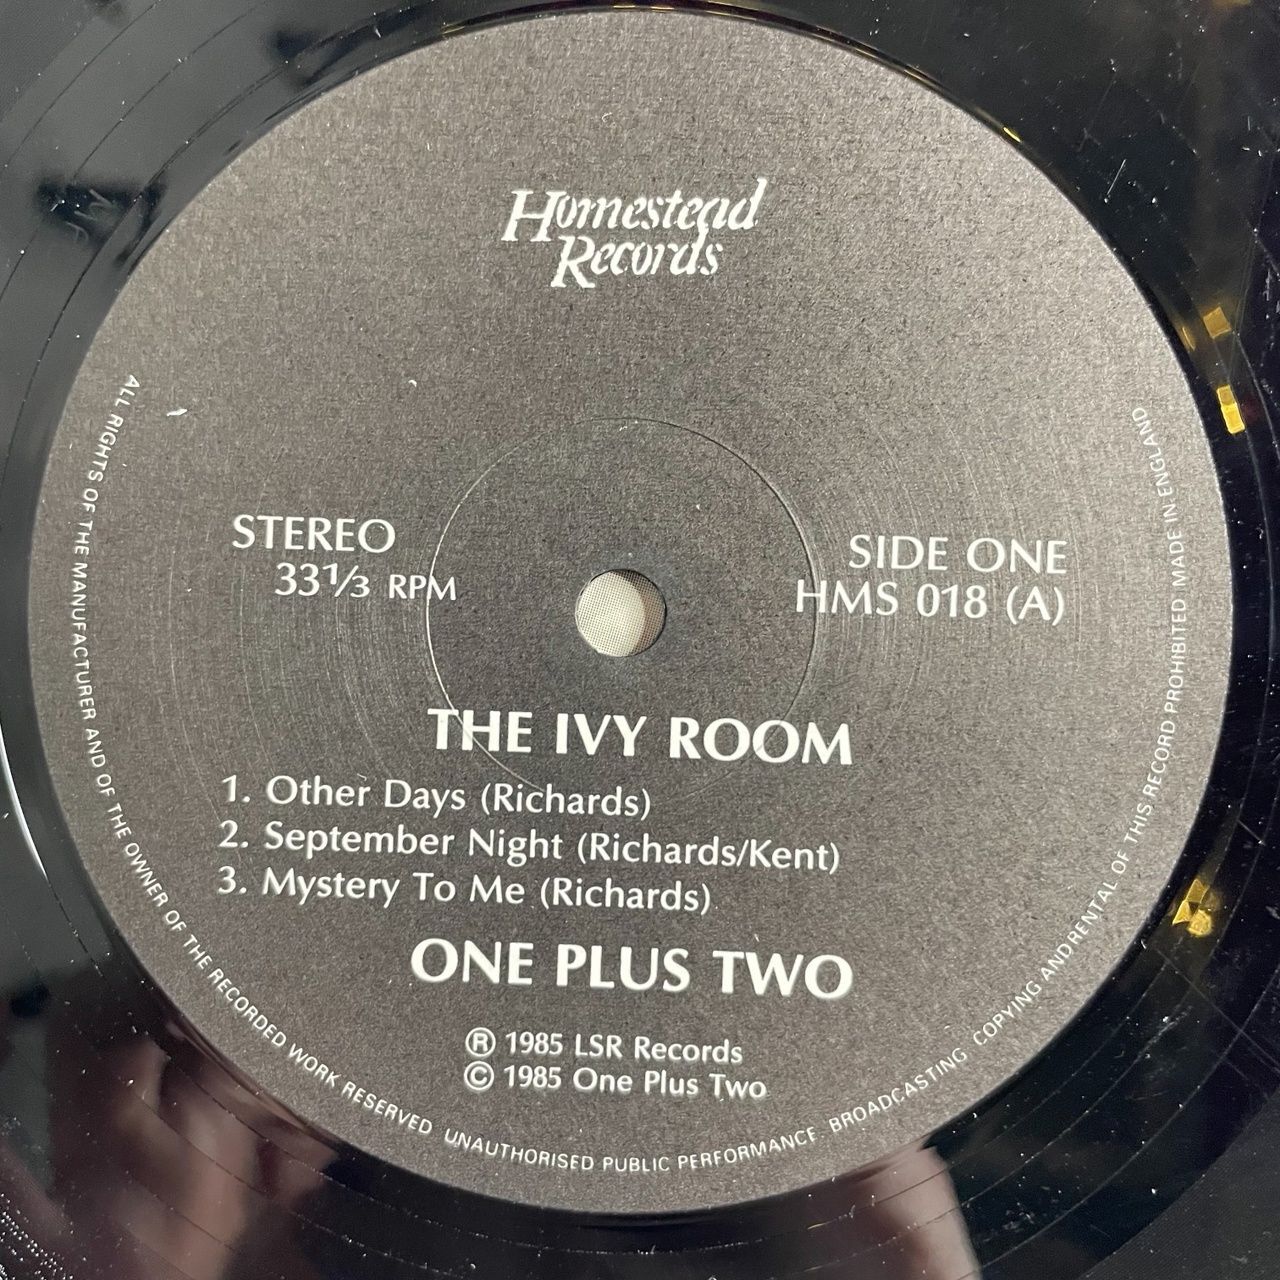 Homestead
Records
STEREO
33⅓ RPM
SIDE ONE
HMS 018 (A)
THE IVY ROOM
1. Other Days (Richards)
2. September Night (Richards/Kent)
3. Mystery To Me (Richards)
ONE PLUS TWO
Ⓡ 1985 LSR Records
© 1985 One Plus Two
ALL RIGHTS OF THE MANUFACTURER AND OF THE OWNER OF THE RECORDED WORK RESERVED UNAUTHORISED PUBLIC PERFORMANCE BROADCASTING COPYING AND RENTAL OF THIS RECORD PROHIBITED MADE IN ENGLAND